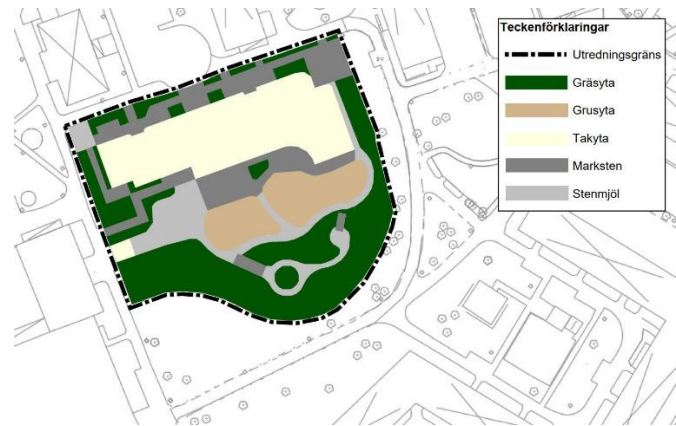 Teckenförklaringar
Utredningsgräns
Gräsyta
Grusyta
Takyta
Marksten
Stenmjöl